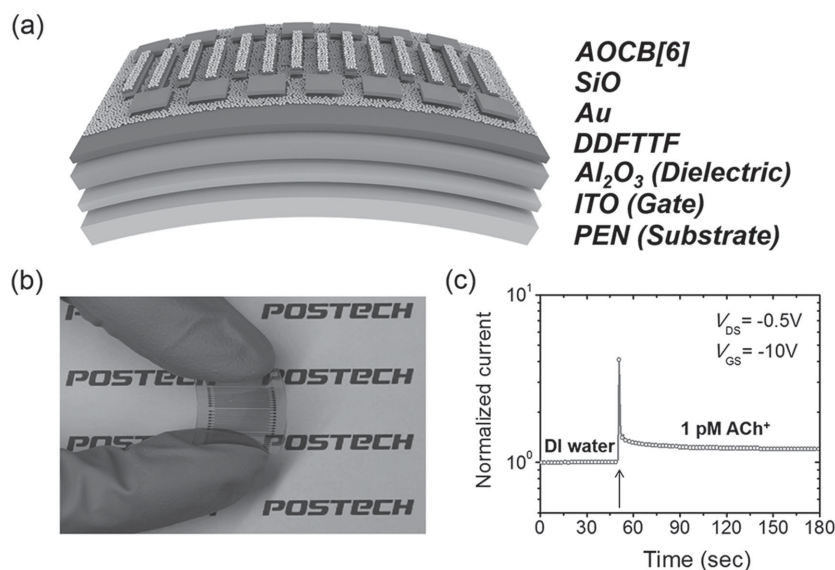 (a)
AOCB[6]
SiO
Au
DDFTTF
Al₂O₃ (Dielectric)
ITO (Gate)
PEN (Substrate)
(b)
POSTECH
POSTECH
POSTECH
POSTECH
POSTECH
POSTECH
POSTECH
(c)
Normalized current
10¹
10⁰
V_DS = -0.5V
V_GS = -10V
DI water
1 pM ACh⁺
0 30 60 90 120 150 180
Time (sec)